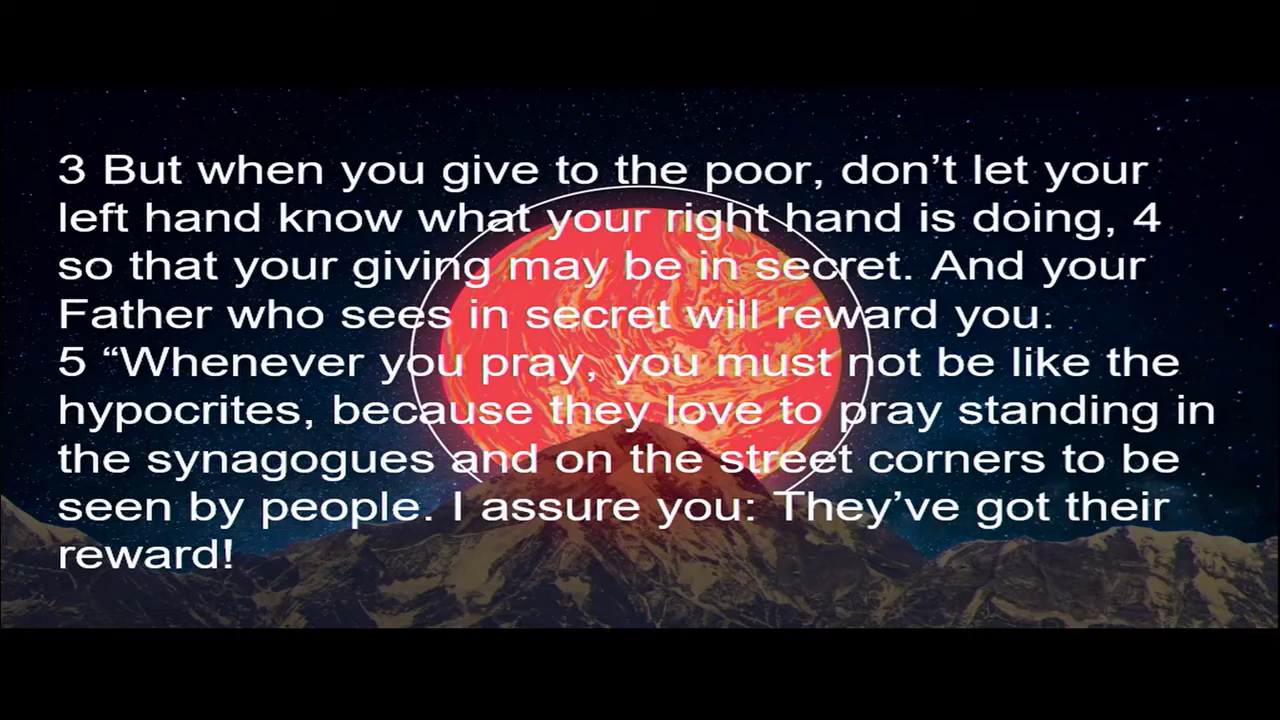 3 But when you give to the poor, don’t let your
left hand know what your right hand is doing, 4
so that your giving may be in secret. And your
Father who sees in secret will reward you.
5 “Whenever you pray, you must not be like the
hypocrites, because they love to pray standing in
the synagogues and on the street corners to be
seen by people. I assure you: They’ve got their
reward!